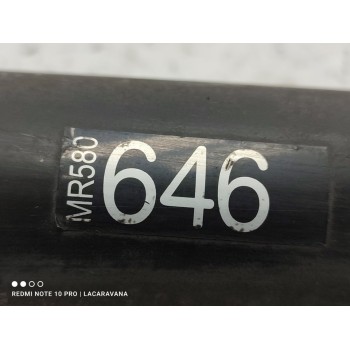 MR580
646
REDMI NOTE 10 PRO | LACARAVANA